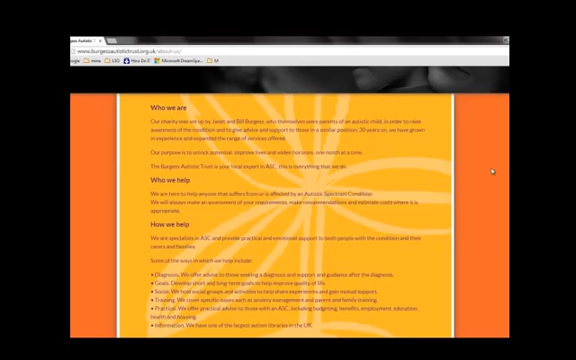 Burgess Autistic T
www.burgessautistictrust.org.uk/about-us/
oogle mine LSD How Do I? Microsoft DreamSpa... M
Who we are
Our charity was set up by Janet and Bill Burgess, who themselves were parents of an autistic child, in order to raise
awareness of the condition and to give advice and support to those in a similar position. 30 years on, we have grown
in experience and expanded the range of services offered.
Our purpose is to unlock potential, improve lives and widen horizons, one notch at a time.
The Burgess Autistic Trust is your local expert in ASC, this is everything that we do.
Who we help
We are here to help anyone that suffers from or is affected by an Autistic Spectrum Condition.
We will always make an assessment of your requirements, make recommendations and estimate costs where it is
appropriate.
How we help
We are specialists in ASC and provide practical and emotional support to both people with the condition and their
carers and families.
Some of the ways in which we help include:
• Diagnosis. We offer advice to those seeking a diagnosis and support and guidance after the diagnosis.
• Goals. Develop short and long-term goals to help improve quality of life.
• Social. We hold social groups and activities to help share experiences and gain mutual support.
• Training. We cover specific issues such as anxiety management and parent and family training.
• Practical. We offer practical advice to those with an ASC, including budgeting, benefits, employment, education,
health and housing.
• Information. We have one of the largest autism libraries in the UK.